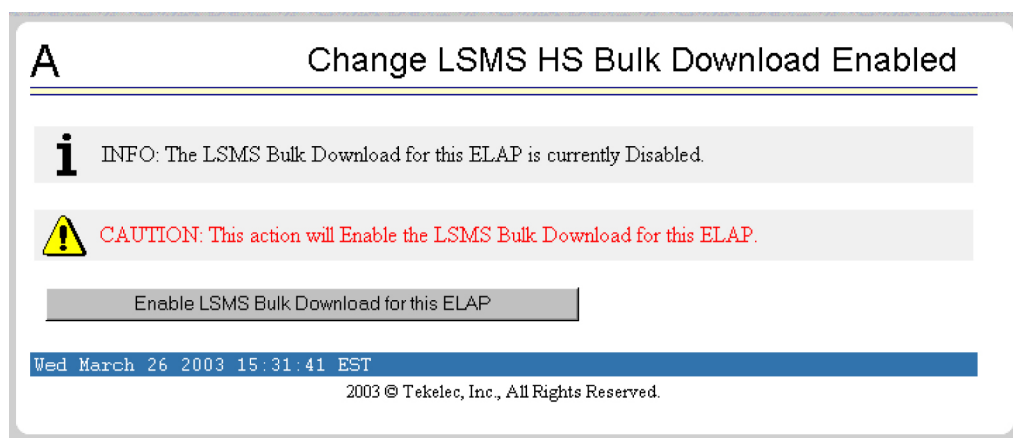 A
Change LSMS HS Bulk Download Enabled
INFO: The LSMS Bulk Download for this ELAP is currently Disabled.
CAUTION: This action will Enable the LSMS Bulk Download for this ELAP.
Enable LSMS Bulk Download for this ELAP
Wed March 26 2003 15:31:41 EST
2003 © Tekelec, Inc., All Rights Reserved.